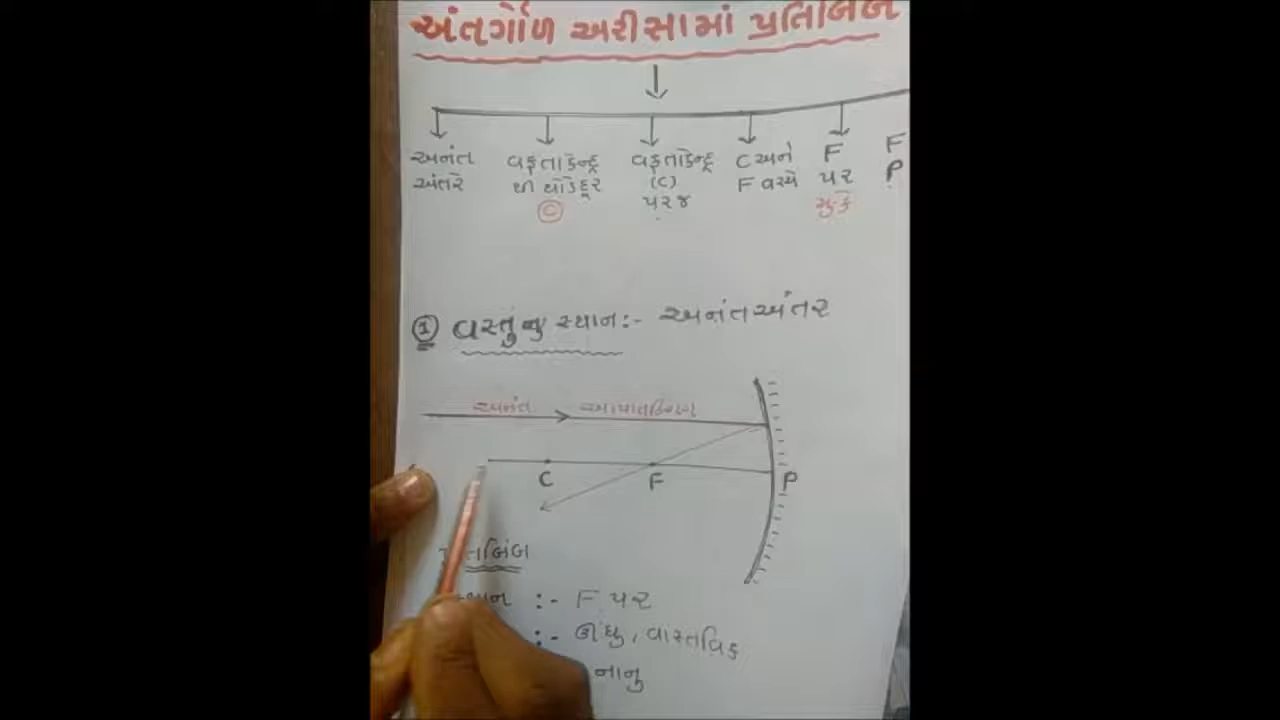 અંતર્ગોળ અરીસામાં પ્રતિબિંબ
અનંત
અંતરે
વક્રતાકેન્દ્ર
થી થોડેદૂર
C
વક્રતાકેન્દ્ર
(C)
પર જ
C અને
F વચ્ચે
F
પર
મુકે
F
P
1 વસ્તુંનુ સ્થાન :- અનંત અંતર
અનંત આપાતકિરણ
C F P
:- F પર
:- ઊંધુ, વાસ્તવિક
નાનુ